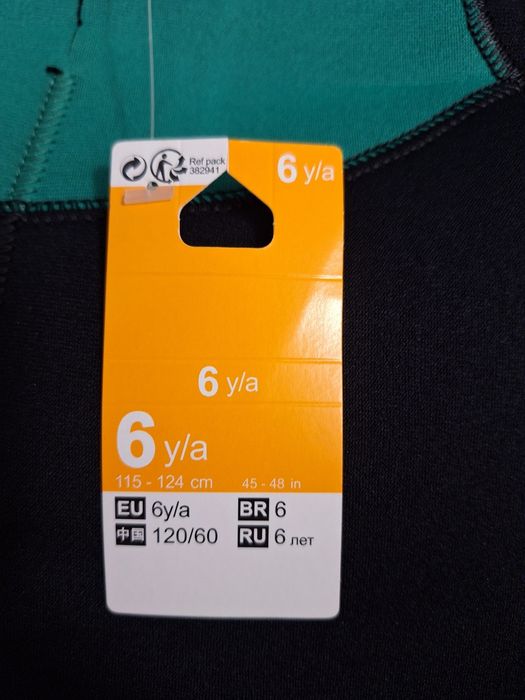 Ref pack
382941
6 y/a
6 y/a
6 y/a
115 - 124 cm 45 - 48 in
EU 6y/a BR 6
中国 120/60 RU 6 лет